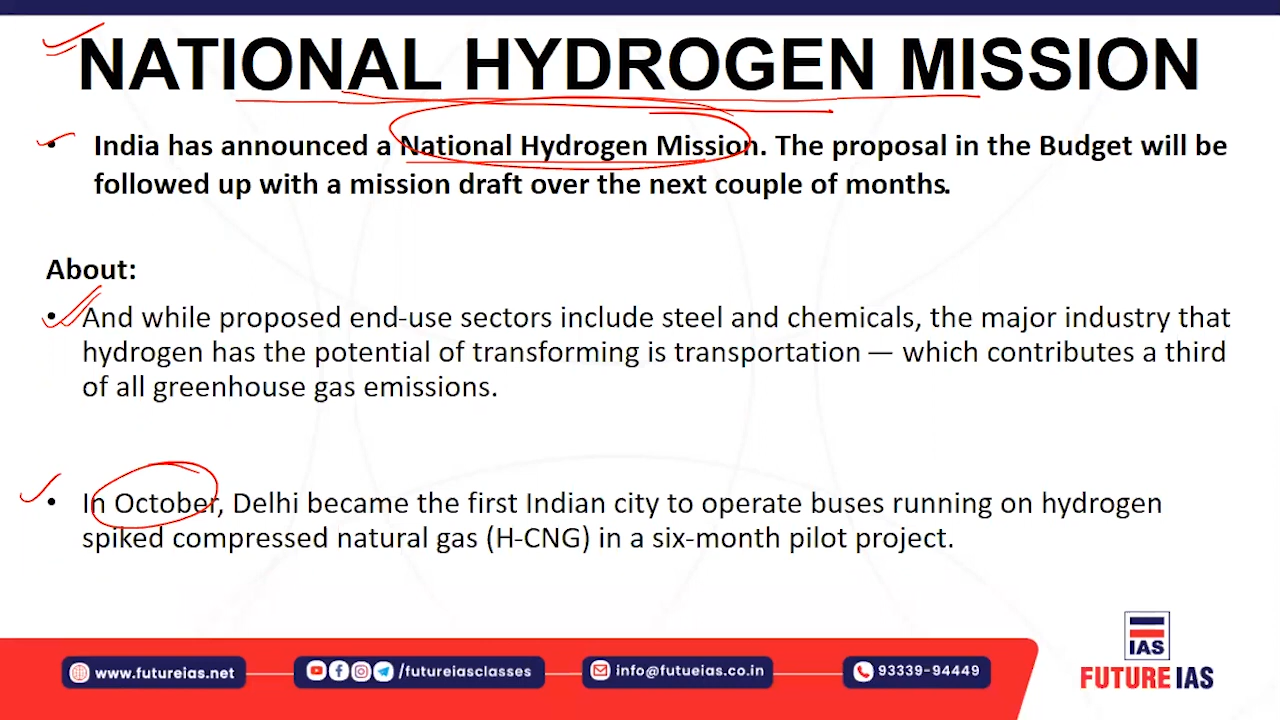 NATIONAL HYDROGEN MISSION
• India has announced a National Hydrogen Mission. The proposal in the Budget will be
followed up with a mission draft over the next couple of months.
About:
• And while proposed end-use sectors include steel and chemicals, the major industry that
hydrogen has the potential of transforming is transportation — which contributes a third
of all greenhouse gas emissions.
• In October, Delhi became the first Indian city to operate buses running on hydrogen
spiked compressed natural gas (H-CNG) in a six-month pilot project.
www.futureias.net
/futureiasclasses
info@futueias.co.in
93339-94449
IAS
FUTURE IAS